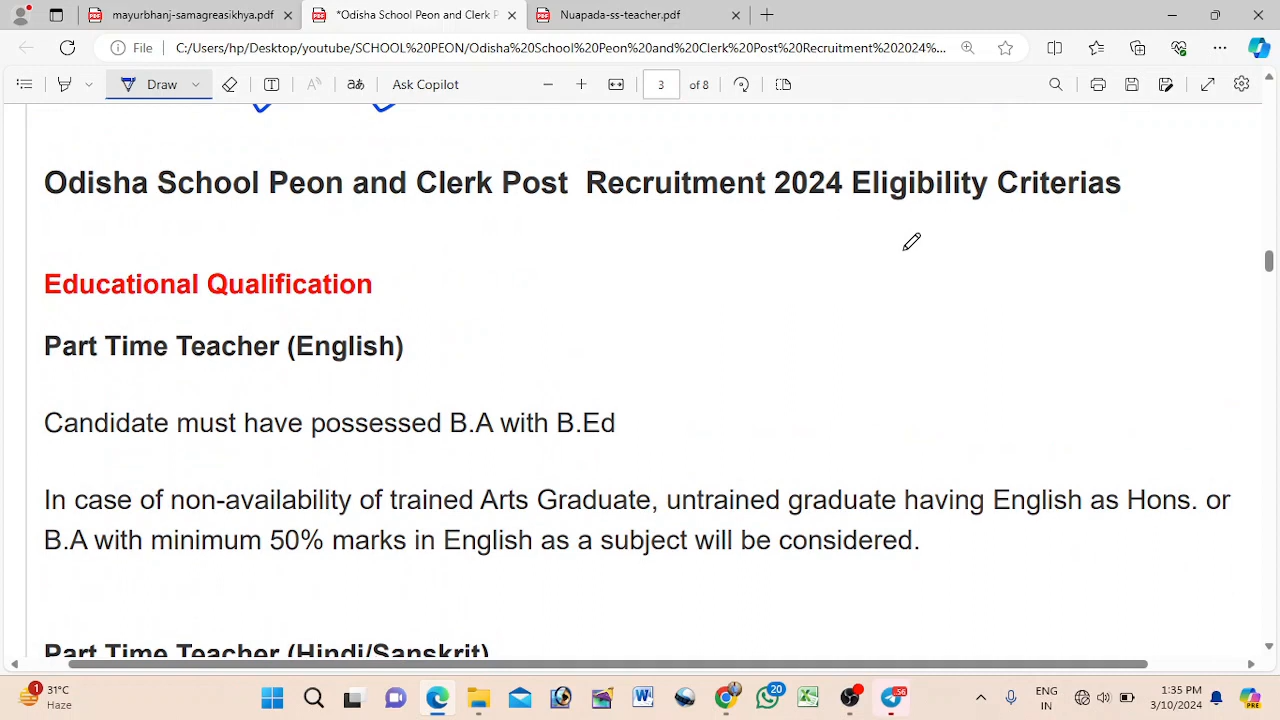 mayurbhanj-samagreasikhya.pdf
*Odisha School Peon and Clerk P
Nuapada-ss-teacher.pdf
File
C:/Users/hp/Desktop/youtube/SCHOOL%20PEON/Odisha%20School%20Peon%20and%20Clerk%20Post%20Recruitment%202024%...
Draw
Ask Copilot
3 of 8
Odisha School Peon and Clerk Post Recruitment 2024 Eligibility Criterias
Educational Qualification
Part Time Teacher (English)
Candidate must have possessed B.A with B.Ed
In case of non-availability of trained Arts Graduate, untrained graduate having English as Hons. or
B.A with minimum 50% marks in English as a subject will be considered.
Part Time Teacher (Hindi/Sanskrit)
1
31°C
Haze
20
56
ENG
IN
1:35 PM
3/10/2024
PRE